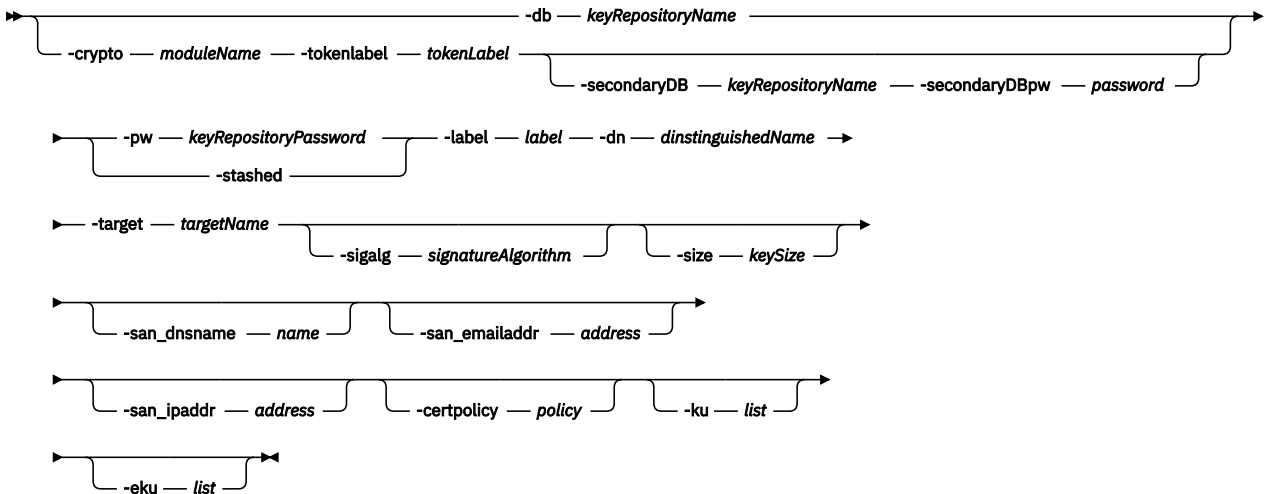 -db keyRepositoryName
-crypto moduleName -tokenlabel tokenLabel
-secondaryDB keyRepositoryName -secondaryDBpw password
-pw keyRepositoryPassword -label label -dn dinstinguishedName
-stashed
-target targetName
-sigalg signatureAlgorithm -size keySize
-san_dnsname name -san_emailaddr address
-san_ipaddr address -certpolicy policy -ku list
-eku list